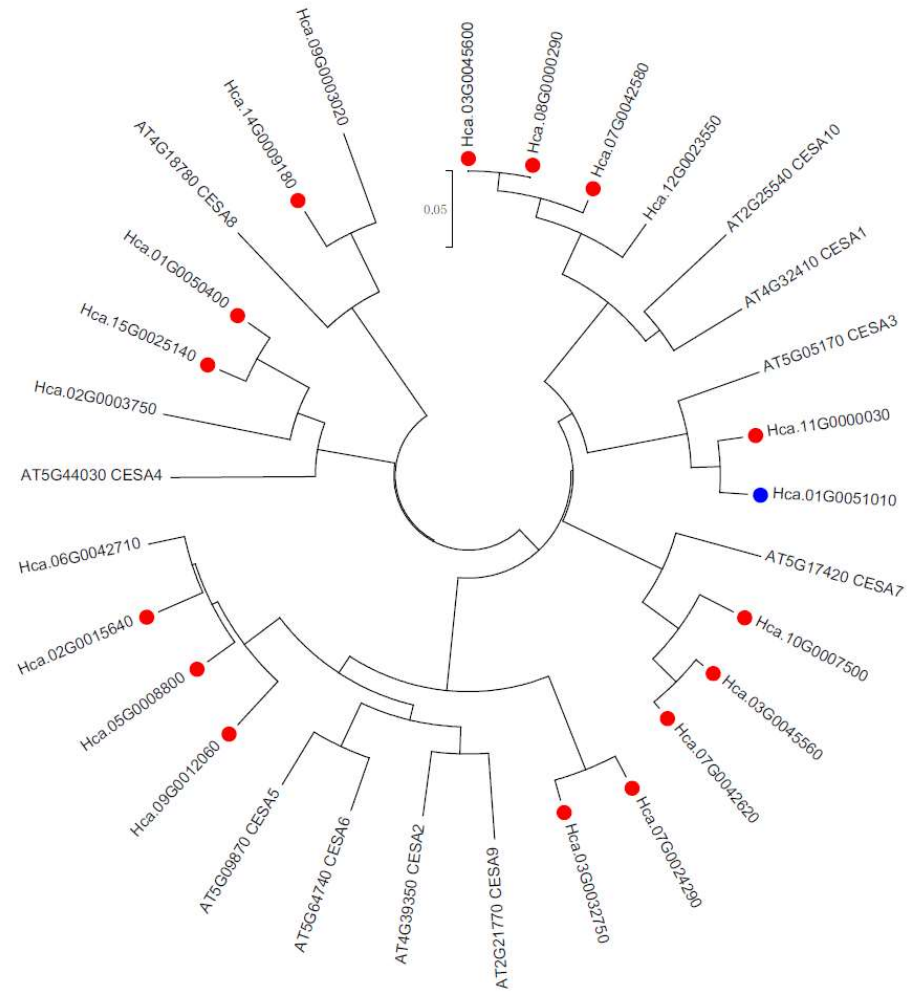 Hca.03G0045600
Hca.08G0000290
Hca.07G0042580
Hca.12G0023550
AT2G25540 CESA10
AT4G32410 CESA1
AT5G05170 CESA3
Hca.11G0000030
Hca.01G0051010
AT5G17420 CESA7
Hca.10G0007500
Hca.03G0045560
Hca.07G0042620
Hca.07G0024290
Hca.03G0032750
AT2G21770 CESA9
AT4G39350 CESA2
AT5G64740 CESA6
AT5G09870 CESA5
Hca.09G0012060
Hca.05G0008800
Hca.02G0015640
Hca.06G0042710
AT5G44030 CESA4
Hca.02G0003750
Hca.15G0025140
Hca.01G0050400
AT4G18780 CESA8
Hca.14G0009180
Hca.09G0003020
0.05